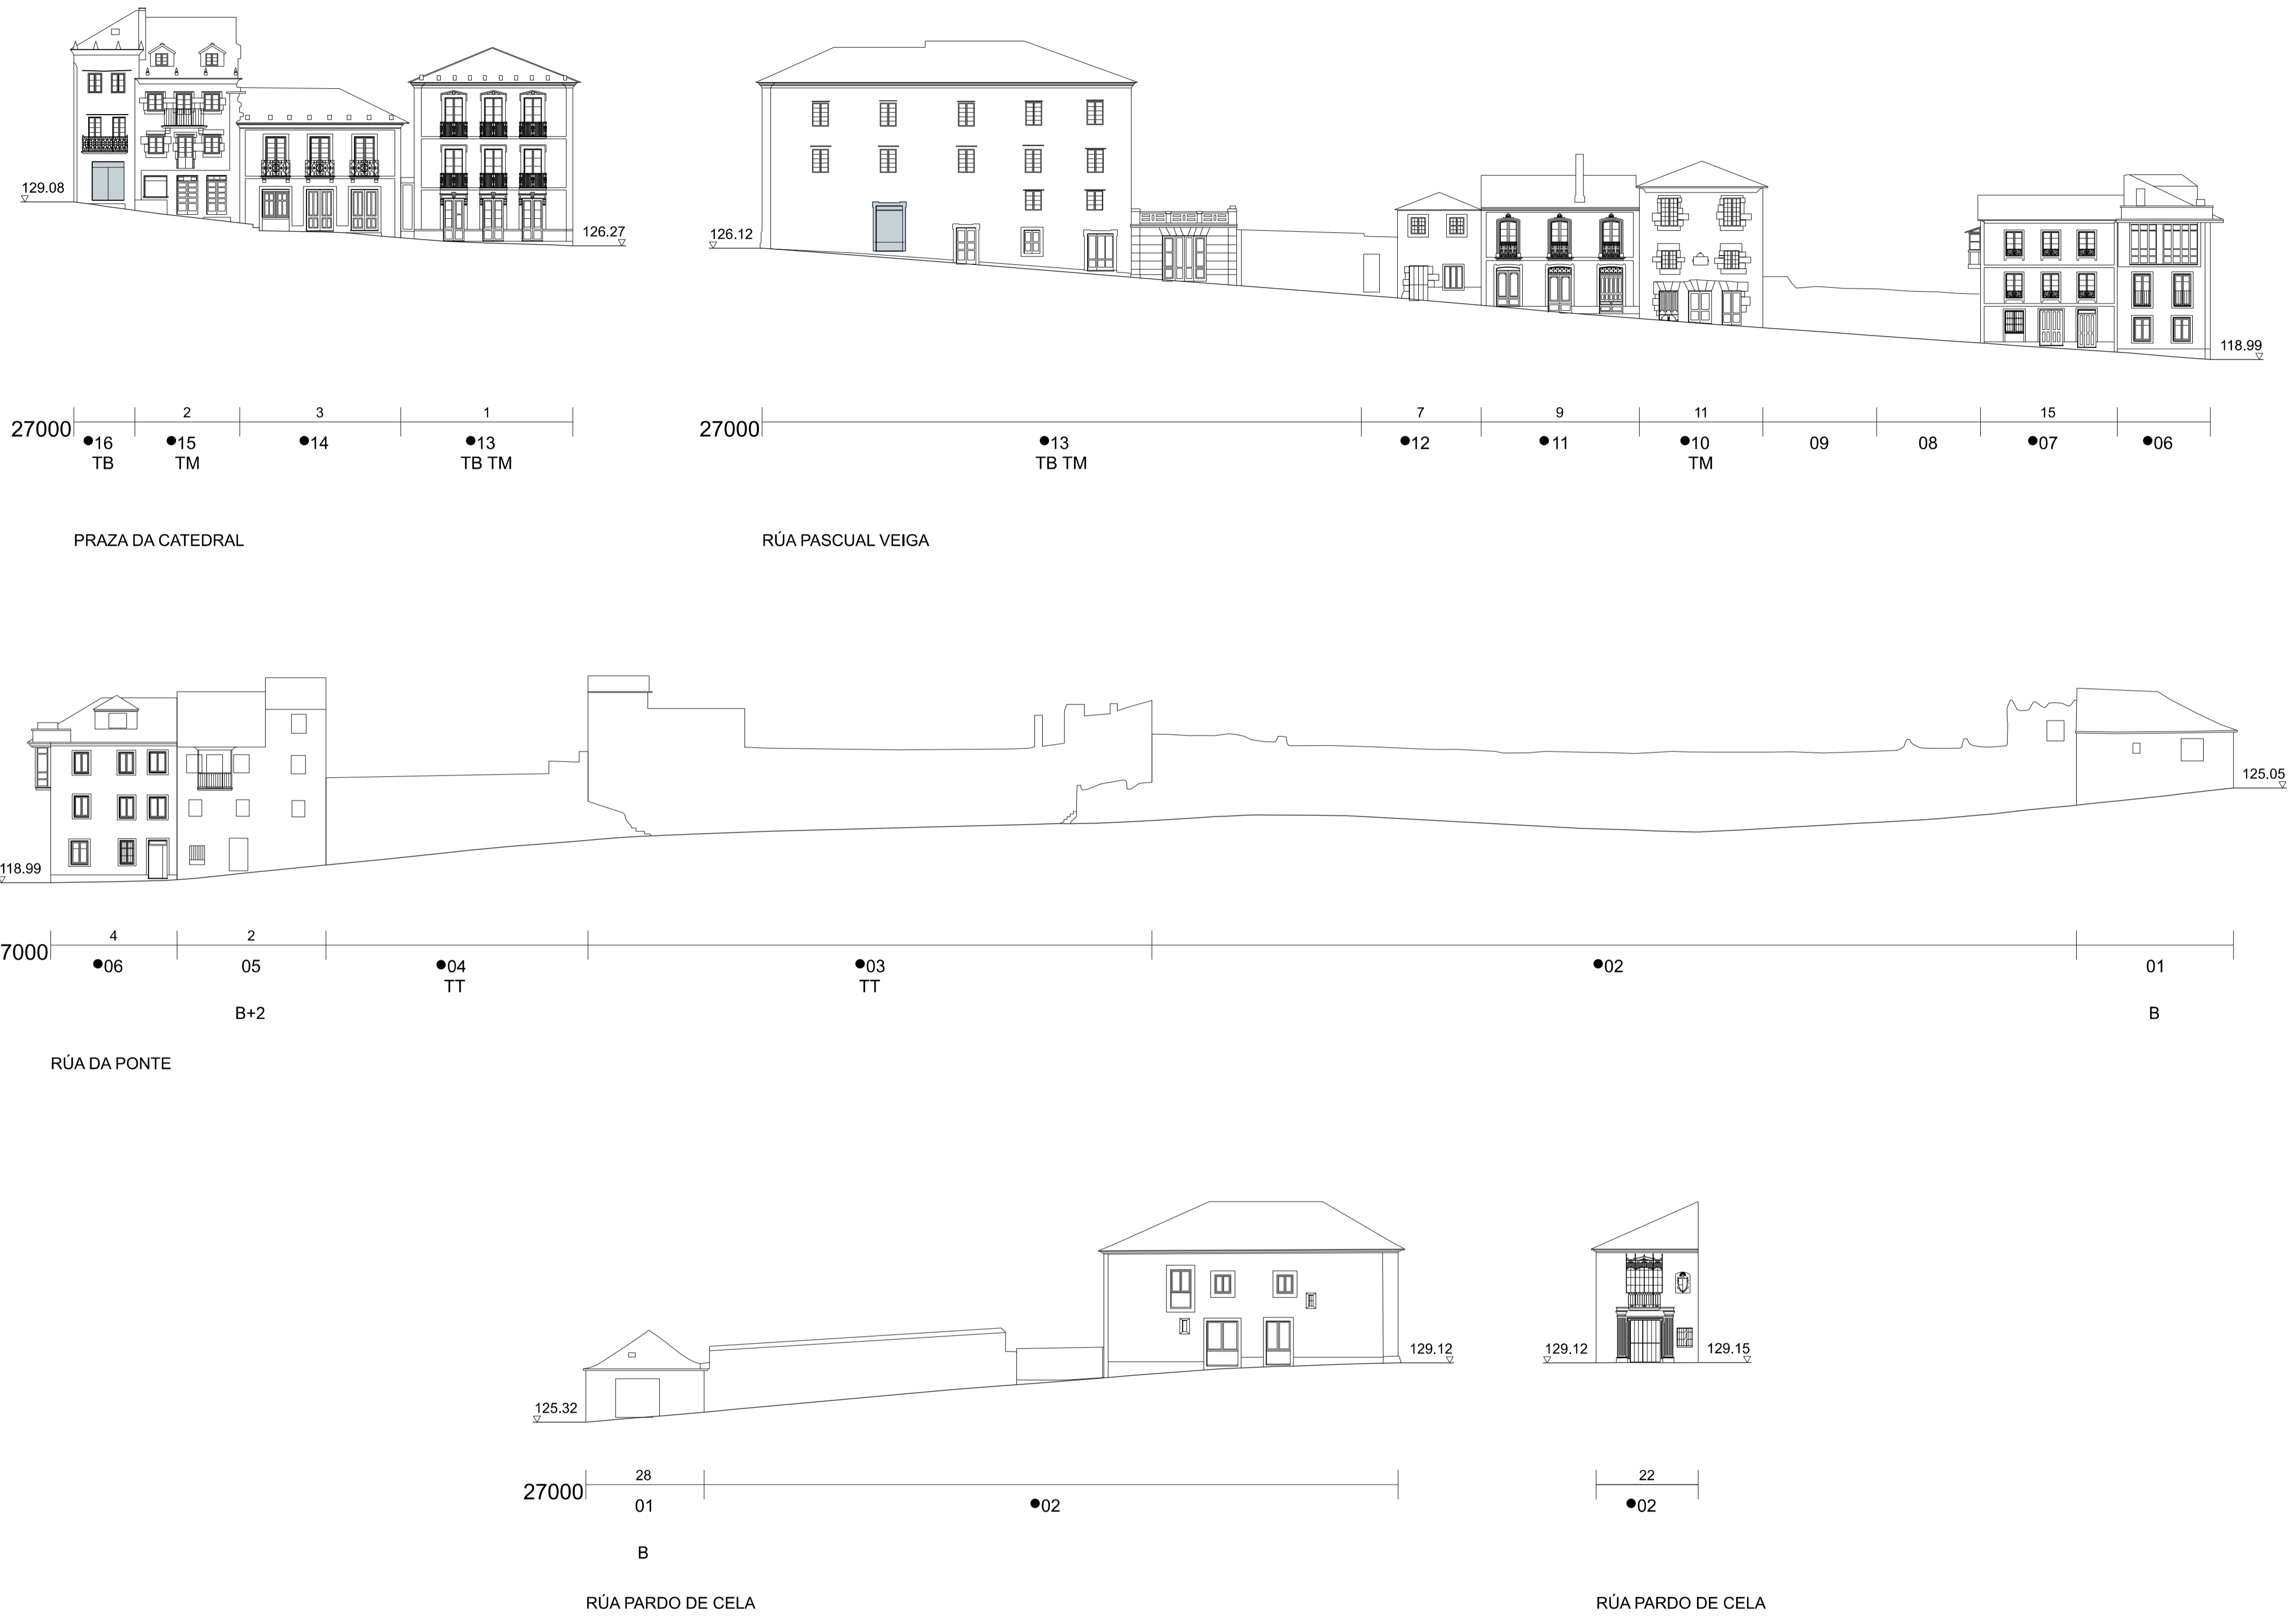 129.08
126.27
2 3 1
27000 ●16 ●15 ●14 ●13
TB TM TB TM
PRAZA DA CATEDRAL
126.12
118.99
7 9 11 15
27000 ●13 ●12 ●11 ●10 09 08 ●07 ●06
TB TM TM
RÚA PASCUAL VEIGA
118.99
125.05
4 2
7000 ●06 05 ●04 ●03 ●02 01
TT TT
B+2 B
RÚA DA PONTE
125.32
129.12
28
27000 01 ●02
B
RÚA PARDO DE CELA
129.12
129.15
22
●02
RÚA PARDO DE CELA